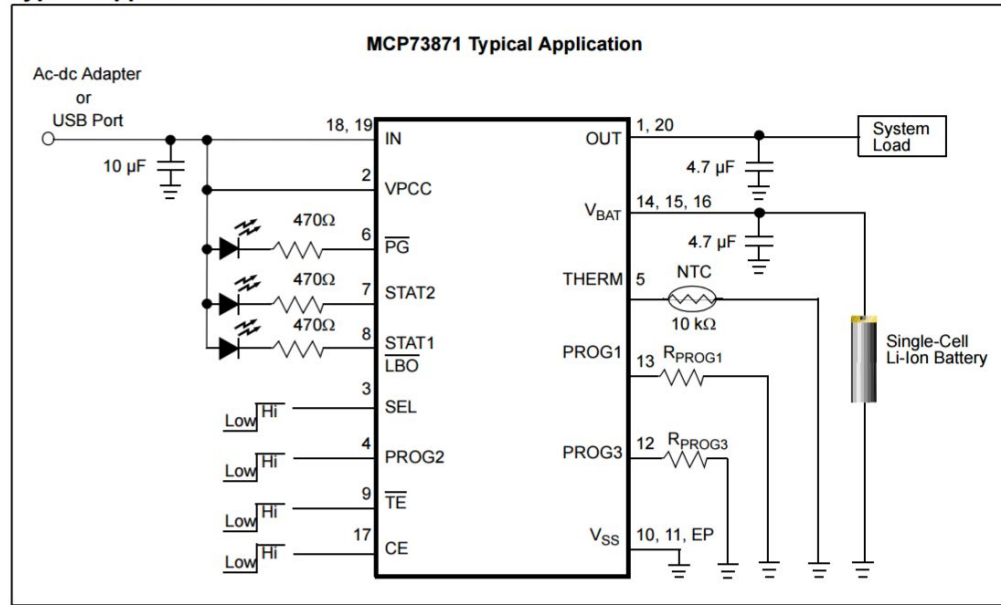 MCP73871 Typical Application
Ac-dc Adapter
or
USB Port
10 µF
18, 19
IN
2
VPCC
470Ω
6
P̅G̅
470Ω
7
STAT2
470Ω
8
STAT1
L̅B̅O̅
3
SEL
Low Hi
4
PROG2
Low Hi
9
T̅E̅
Low Hi
17
CE
Low Hi
OUT
1, 20
System
Load
4.7 µF
VBAT
14, 15, 16
4.7 µF
THERM
5
NTC
10 kΩ
Single-Cell
Li-Ion Battery
PROG1
13
RPROG1
PROG3
12
RPROG3
VSS
10, 11, EP